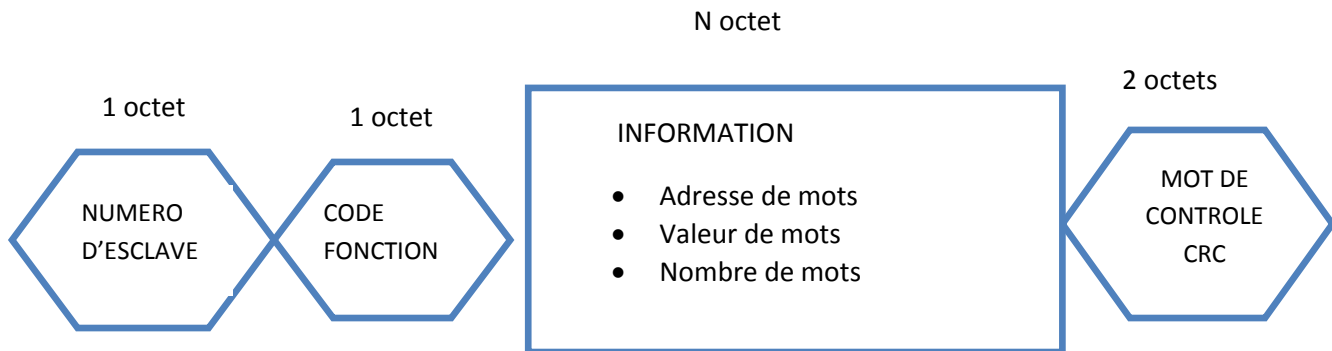 N octet
1 octet
1 octet
2 octets
NUMERO
D'ESCLAVE
CODE
FONCTION
INFORMATION
• Adresse de mots
• Valeur de mots
• Nombre de mots
MOT DE
CONTROLE
CRC